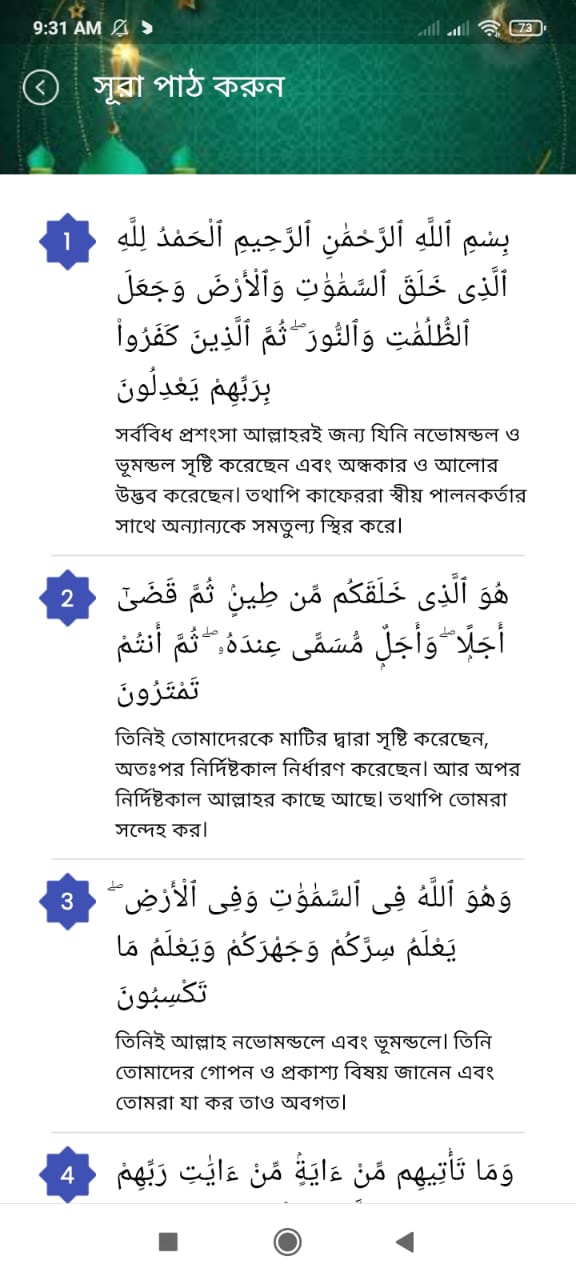 9:31 AM
73
সূরা পাঠ করুন
1
بِسْمِ ٱللَّهِ ٱلرَّحْمَٰنِ ٱلرَّحِيمِ ٱلْحَمْدُ لِلَّهِ
ٱلَّذِى خَلَقَ ٱلسَّمَٰوَٰتِ وَٱلْأَرْضَ وَجَعَلَ
ٱلظُّلُمَٰتِ وَٱلنُّورَ ۖ ثُمَّ ٱلَّذِينَ كَفَرُوا۟
بِرَبِّهِمْ يَعْدِلُونَ
সর্ববিধ প্রশংসা আল্লাহরই জন্য যিনি নভোমন্ডল ও
ভূমন্ডল সৃষ্টি করেছেন এবং অন্ধকার ও আলোর
উদ্ভব করেছেন। তথাপি কাফেররা স্বীয় পালনকর্তার
সাথে অন্যান্যকে সমতুল্য স্থির করে।
2
هُوَ ٱلَّذِى خَلَقَكُم مِّن طِينٍۢ ثُمَّ قَضَىٰٓ
أَجَلًۭا ۖ وَأَجَلٌۭ مُّسَمًّى عِندَهُۥ ۖ ثُمَّ أَنتُمْ
تَمْتَرُونَ
তিনিই তোমাদেরকে মাটির দ্বারা সৃষ্টি করেছেন,
অতঃপর নির্দিষ্টকাল নির্ধারণ করেছেন। আর অপর
নির্দিষ্টকাল আল্লাহর কাছে আছে। তথাপি তোমরা
সন্দেহ কর।
3
وَهُوَ ٱللَّهُ فِى ٱلسَّمَٰوَٰتِ وَفِى ٱلْأَرْضِ ۖ
يَعْلَمُ سِرَّكُمْ وَجَهْرَكُمْ وَيَعْلَمُ مَا
تَكْسِبُونَ
তিনিই আল্লাহ নভোমন্ডলে এবং ভূমন্ডলে। তিনি
তোমাদের গোপন ও প্রকাশ্য বিষয় জানেন এবং
তোমরা যা কর তাও অবগত।
4
وَمَا تَأْتِيهِم مِّنْ ءَايَةٍۢ مِّنْ ءَايَٰتِ رَبِّهِمْ